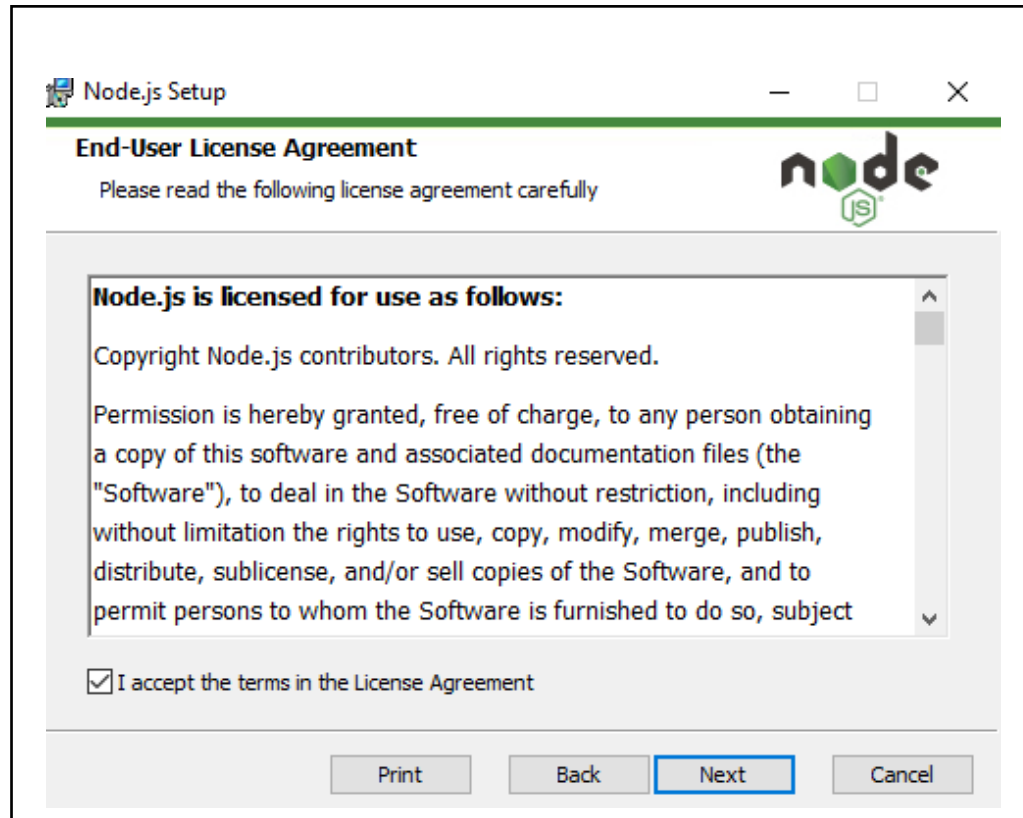 Node.js Setup
End-User License Agreement
Please read the following license agreement carefully
node
JS
Node.js is licensed for use as follows:
Copyright Node.js contributors. All rights reserved.
Permission is hereby granted, free of charge, to any person obtaining
a copy of this software and associated documentation files (the
"Software"), to deal in the Software without restriction, including
without limitation the rights to use, copy, modify, merge, publish,
distribute, sublicense, and/or sell copies of the Software, and to
permit persons to whom the Software is furnished to do so, subject
I accept the terms in the License Agreement
Print Back Next Cancel